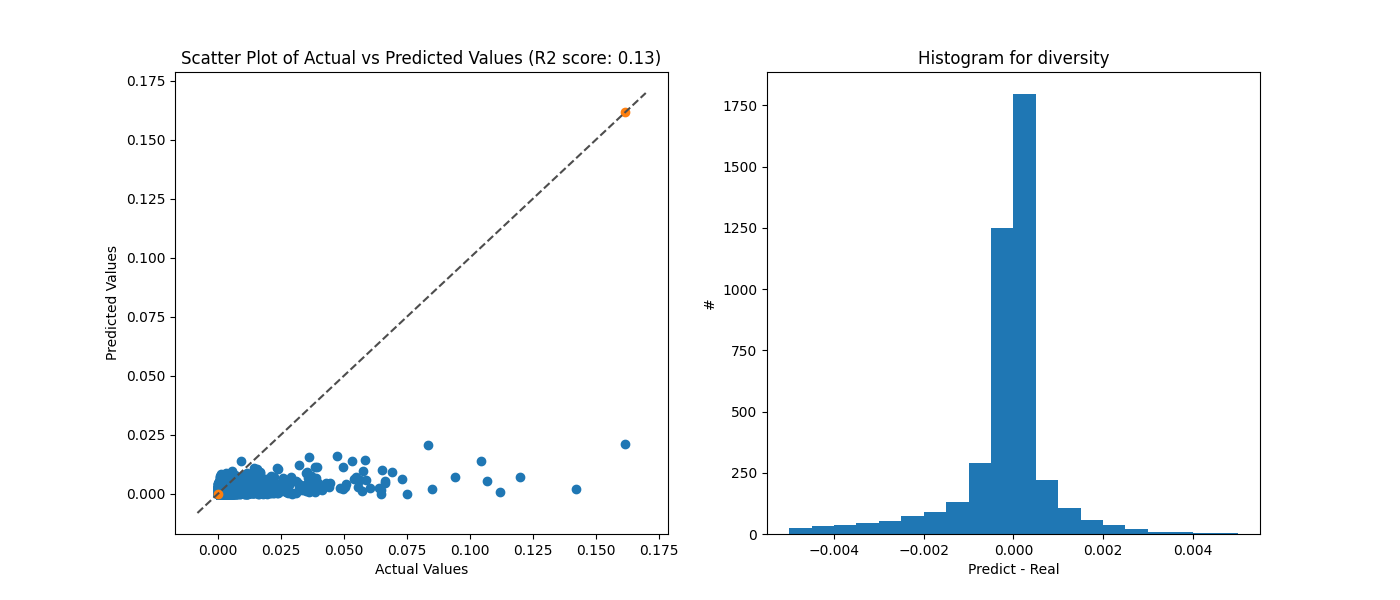 Scatter Plot of Actual vs Predicted Values (R2 score: 0.13)
0.175
0.150
0.125
0.100
0.075
0.050
0.025
0.000
Predicted Values
0.000 0.025 0.050 0.075 0.100 0.125 0.150 0.175
Actual Values
Histogram for diversity
1750
1500
1250
1000
750
500
250
0
#
−0.004 −0.002 0.000 0.002 0.004
Predict - Real